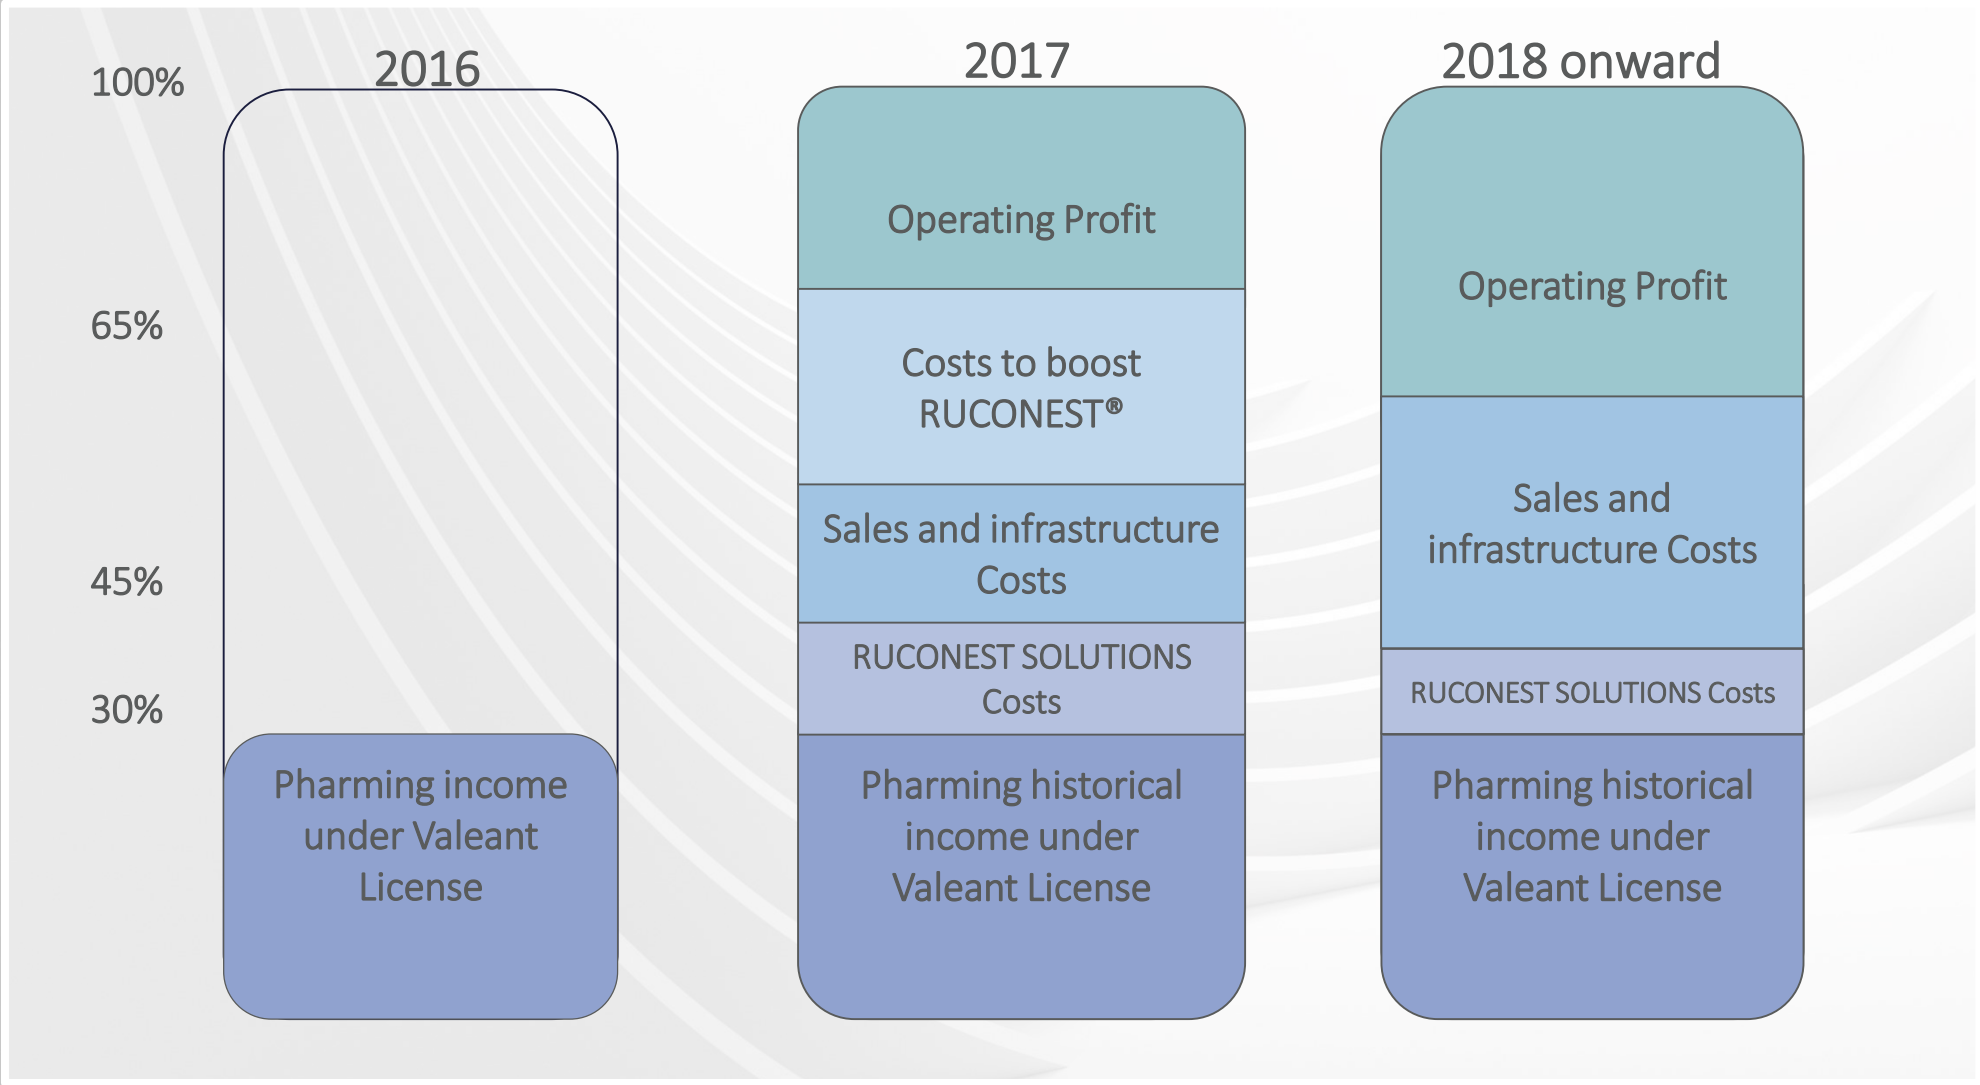 100%
65%
45%
30%
2016
Pharming income
under Valeant
License
2017
Operating Profit
Costs to boost
RUCONEST®
Sales and infrastructure
Costs
RUCONEST SOLUTIONS
Costs
Pharming historical
income under
Valeant License
2018 onward
Operating Profit
Sales and
infrastructure Costs
RUCONEST SOLUTIONS Costs
Pharming historical
income under
Valeant License